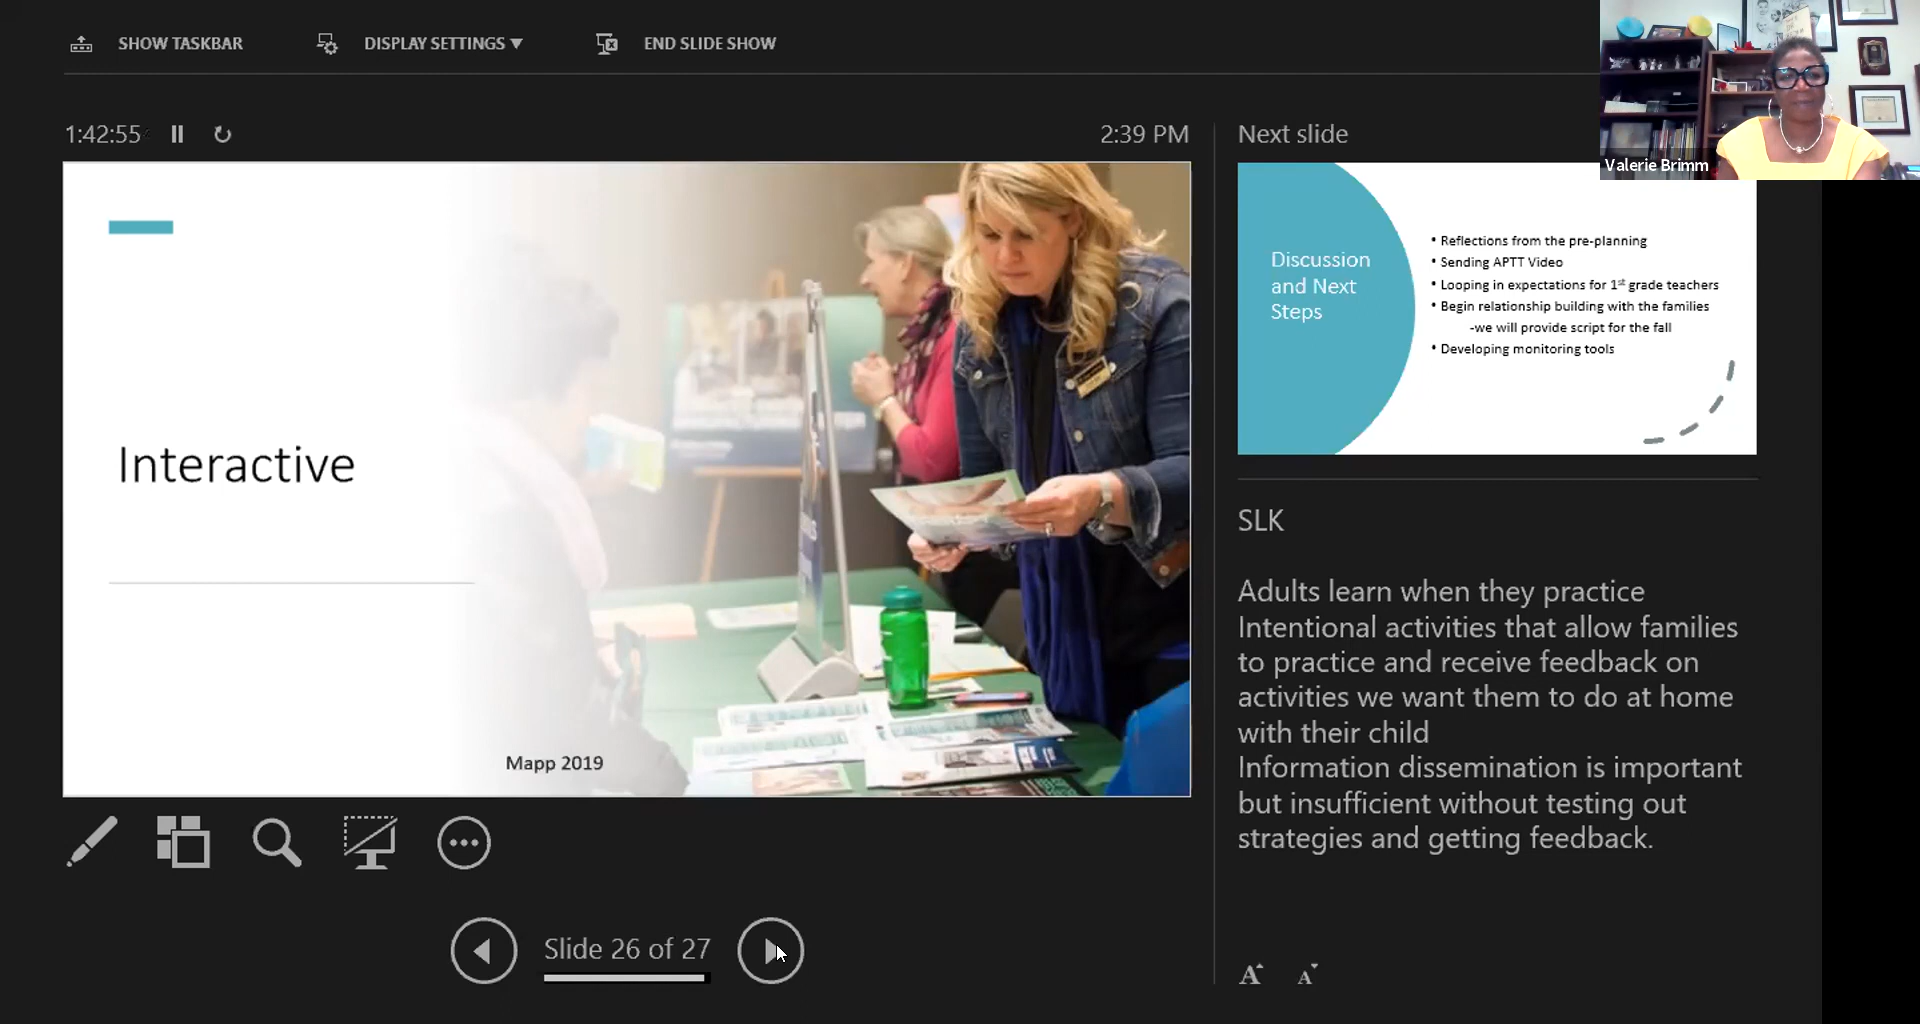 SHOW TASKBAR
DISPLAY SETTINGS ▼
END SLIDE SHOW
1:42:55
2:39 PM
Next slide
Valerie Brimm
Interactive
Mapp 2019
Discussion
and Next
Steps
• Reflections from the pre-planning
• Sending APTT Video
• Looping in expectations for 1st grade teachers
• Begin relationship building with the families
-we will provide script for the fall
• Developing monitoring tools
SLK
Adults learn when they practice
Intentional activities that allow families
to practice and receive feedback on
activities we want them to do at home
with their child
Information dissemination is important
but insufficient without testing out
strategies and getting feedback.
Slide 26 of 27
A A